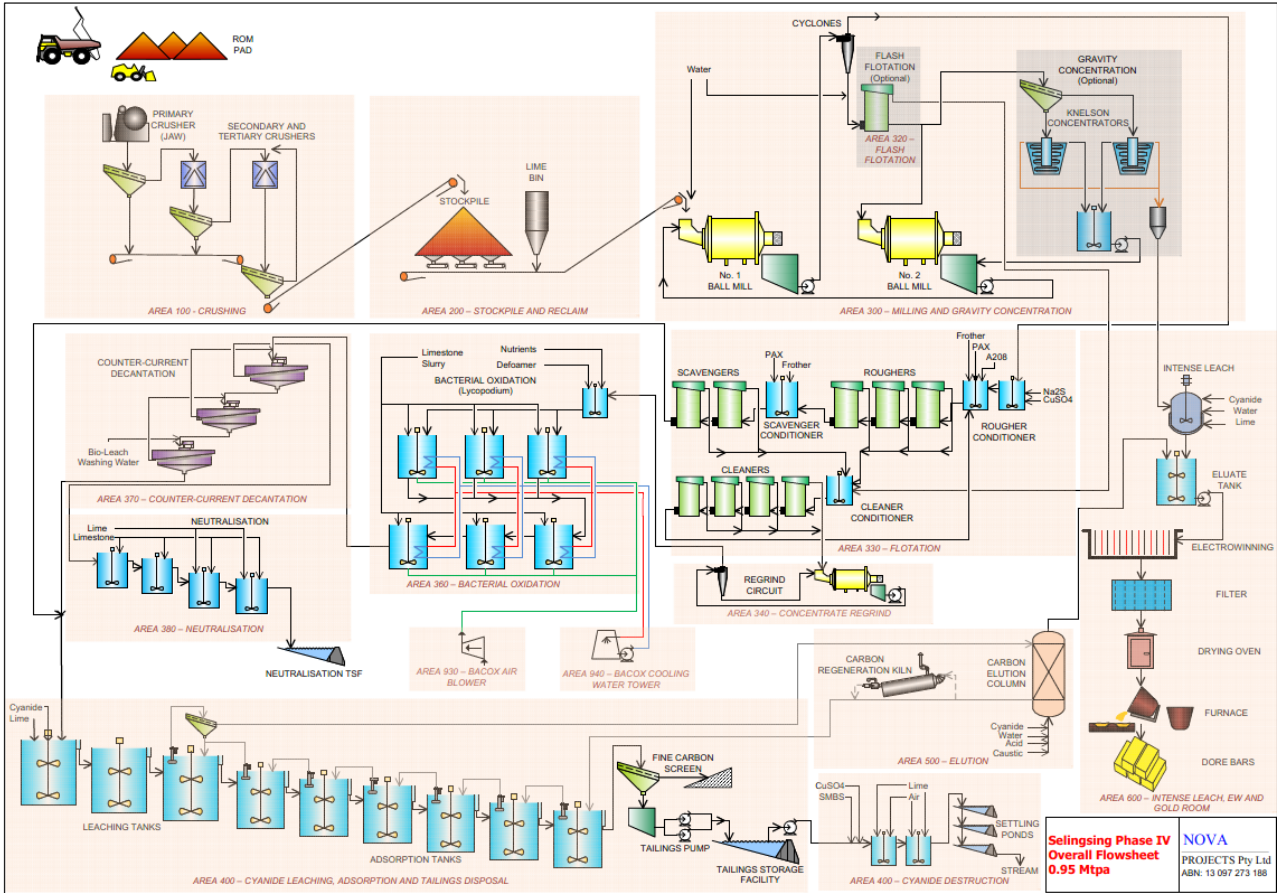 ROM
PAD
PRIMARY
CRUSHER
(JAW)
SECONDARY AND
TERTIARY CRUSHERS
AREA 100 - CRUSHING
LIME
BIN
STOCKPILE
AREA 200 – STOCKPILE AND RECLAIM
CYCLONES
Water
FLASH
FLOTATION
(Optional)
AREA 320 –
FLASH
FLOTATION
GRAVITY
CONCENTRATION
(Optional)
KNELSON
CONCENTRATORS
No. 1
BALL MILL
No. 2
BALL MILL
AREA 300 – MILLING AND GRAVITY CONCENTRATION
COUNTER-CURRENT
DECANTATION
Bio-Leach
Washing Water
AREA 370 – COUNTER-CURRENT DECANTATION
Limestone
Slurry
Nutrients
Defoamer
BACTERIAL OXIDATION
(Lycopodium)
AREA 360 – BACTERIAL OXIDATION
SCAVENGERS
PAX
Frother
SCAVENGER
CONDITIONER
ROUGHERS
Frother
PAX
A208
Na2S
CuSO4
ROUGHER
CONDITIONER
CLEANERS
CLEANER
CONDITIONER
AREA 330 – FLOTATION
INTENSE LEACH
Cyanide
Water
Lime
ELUATE
TANK
ELECTROWINNING
FILTER
DRYING OVEN
FURNACE
DORE BARS
AREA 600 – INTENSE LEACH, EW AND
GOLD ROOM
NEUTRALISATION
Lime
Limestone
AREA 380 – NEUTRALISATION
NEUTRALISATION TSF
REGRIND
CIRCUIT
AREA 340 – CONCENTRATE REGRIND
AREA 930 – BACOX AIR
BLOWER
AREA 940 – BACOX COOLING
WATER TOWER
CARBON
REGENERATION KILN
CARBON
ELUTION
COLUMN
Cyanide
Water
Acid
Caustic
AREA 500 – ELUTION
Cyanide
Lime
LEACHING TANKS
ADSORPTION TANKS
FINE CARBON
SCREEN
TAILINGS PUMP
TAILINGS STORAGE
FACILITY
AREA 400 – CYANIDE LEACHING, ADSORPTION AND TAILINGS DISPOSAL
CuSO4
SMBS
Lime
Air
SETTLING
PONDS
STREAM
AREA 400 – CYANIDE DESTRUCTION
Selingsing Phase IV
Overall Flowsheet
0.95 Mtpa
NOVA
PROJECTS Pty Ltd
ABN: 13 097 273 188